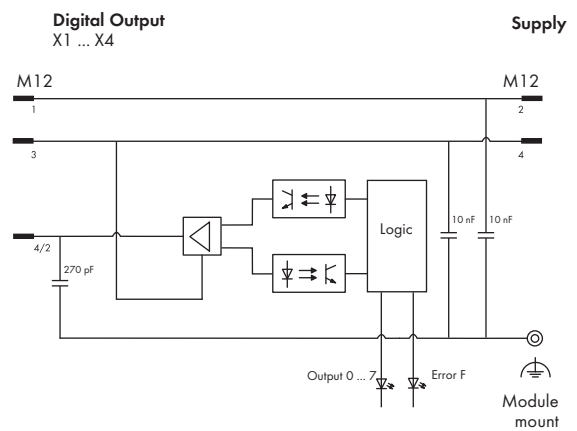 Digital Output
X1 ... X4
Supply
M12
M12
1
2
3
4
4/2
270 pF
Logic
10 nF
10 nF
Output 0 ... 7
Error F
Module
mount